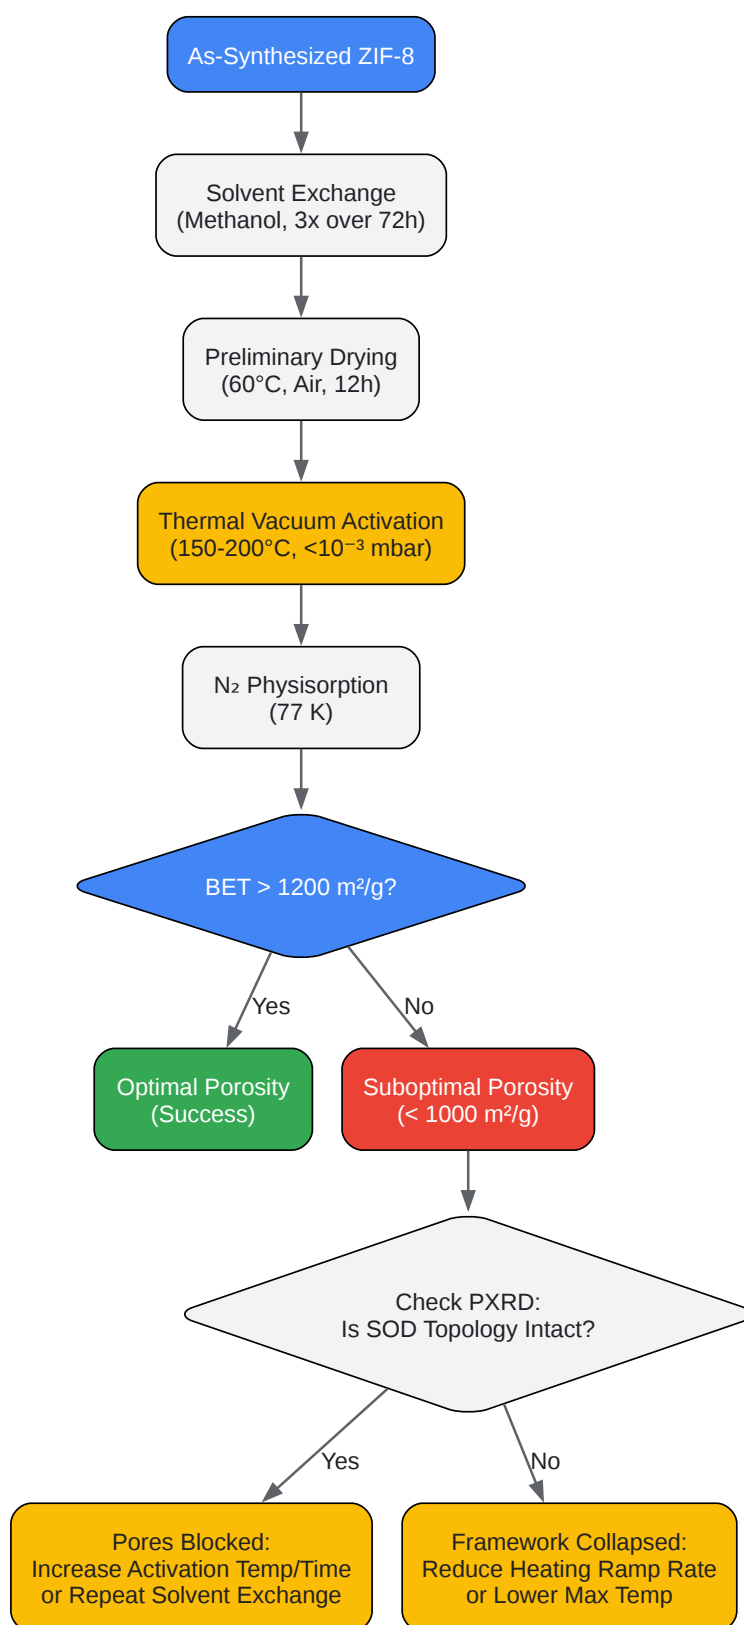 As-Synthesized ZIF-8
Solvent Exchange
(Methanol, 3x over 72h)
Preliminary Drying
(60°C, Air, 12h)
Thermal Vacuum Activation
(150-200°C, <10⁻³ mbar)
N₂ Physisorption
(77 K)
BET > 1200 m²/g?
Yes
No
Optimal Porosity
(Success)
Suboptimal Porosity
(< 1000 m²/g)
Check PXRD:
Is SOD Topology Intact?
Yes
No
Pores Blocked:
Increase Activation Temp/Time
or Repeat Solvent Exchange
Framework Collapsed:
Reduce Heating Ramp Rate
or Lower Max Temp